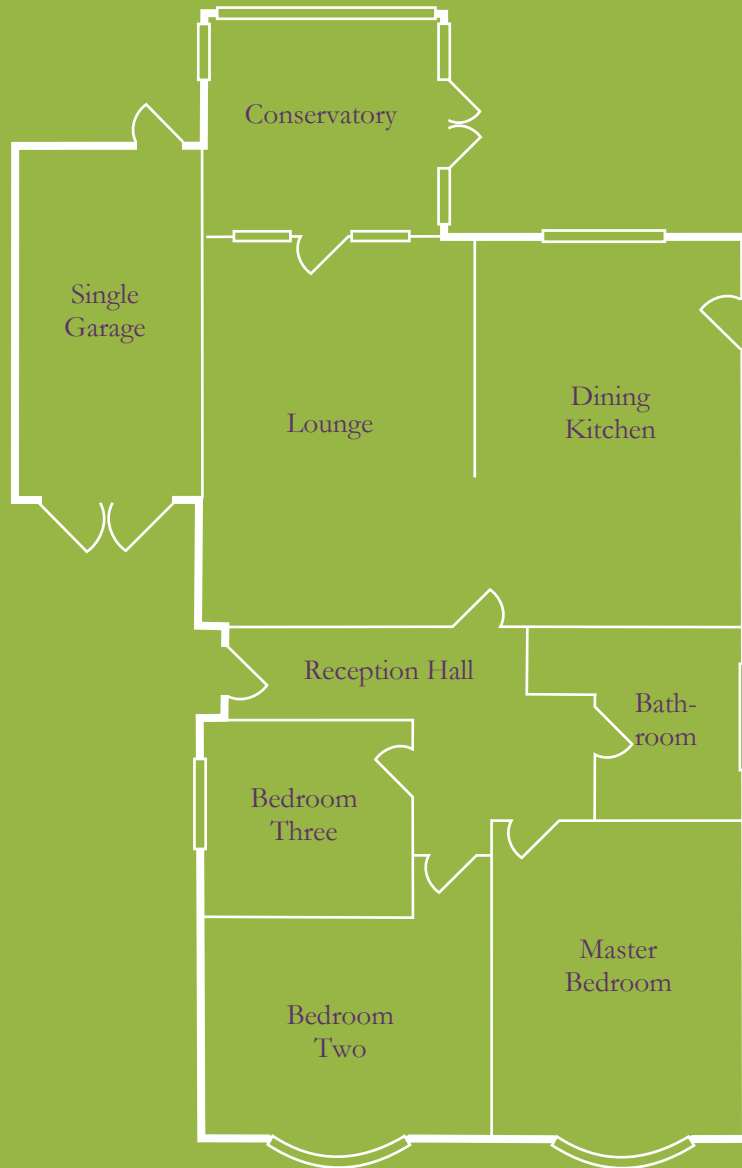 Conservatory
Single
Garage
Lounge
Dining
Kitchen
Reception Hall
Bath-
room
Bedroom
Three
Master
Bedroom
Bedroom
Two